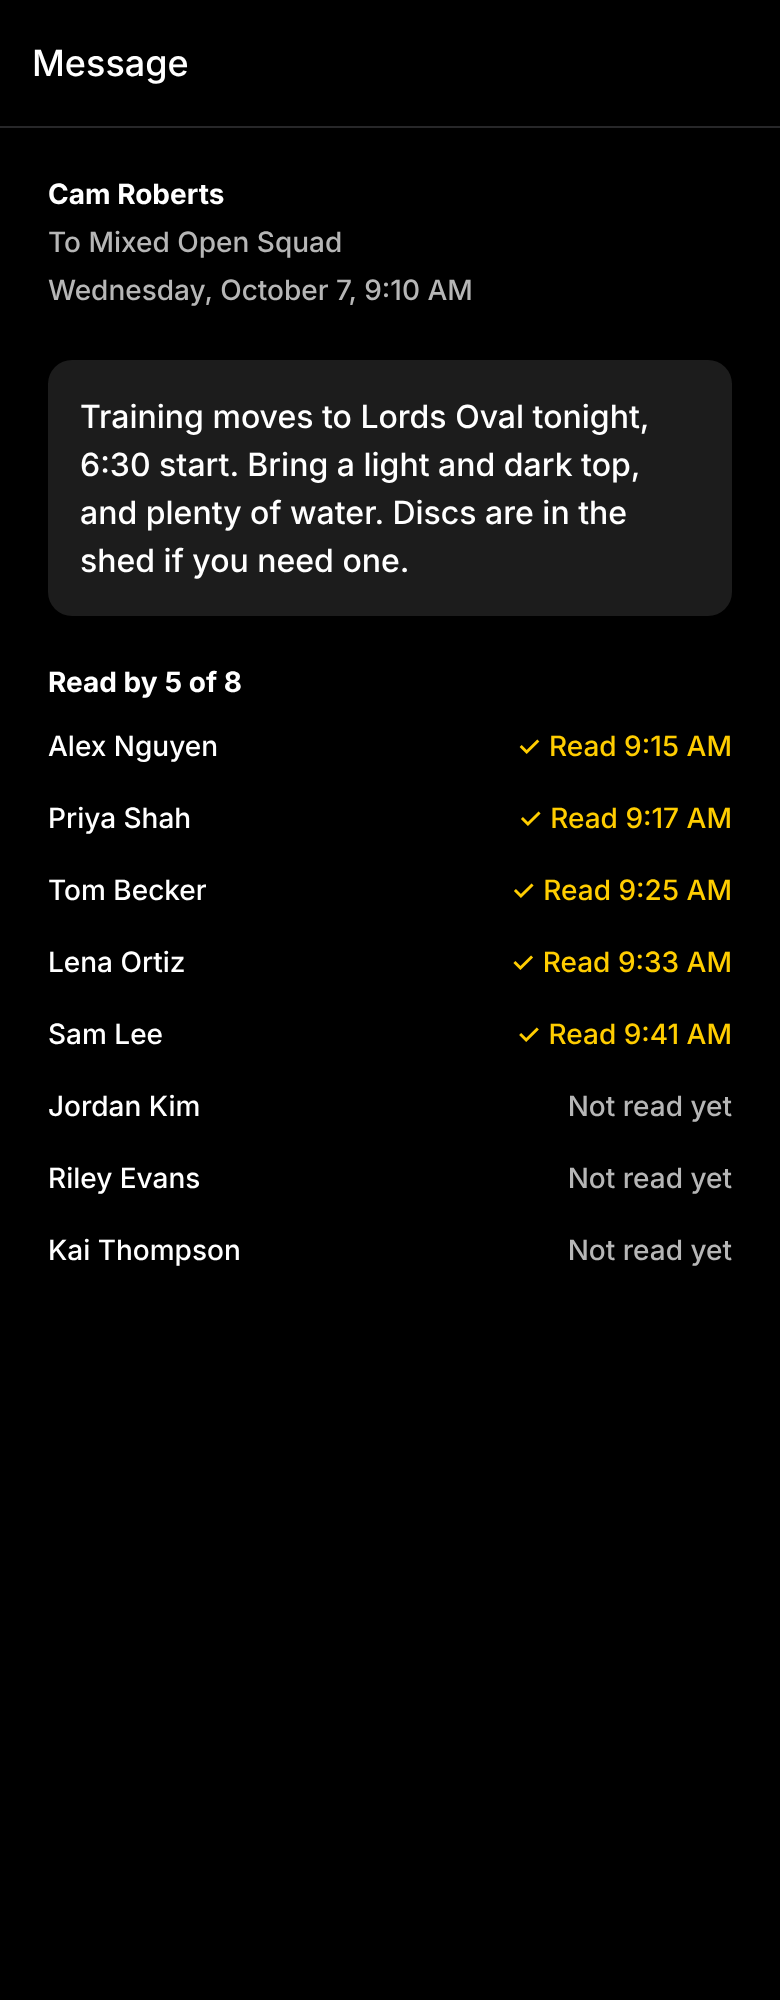 Message
Cam Roberts
To Mixed Open Squad
Wednesday, October 7, 9:10 AM
Training moves to Lords Oval tonight,
6:30 start. Bring a light and dark top,
and plenty of water. Discs are in the
shed if you need one.
Read by 5 of 8
Alex Nguyen ✓ Read 9:15 AM
Priya Shah ✓ Read 9:17 AM
Tom Becker ✓ Read 9:25 AM
Lena Ortiz ✓ Read 9:33 AM
Sam Lee ✓ Read 9:41 AM
Jordan Kim Not read yet
Riley Evans Not read yet
Kai Thompson Not read yet